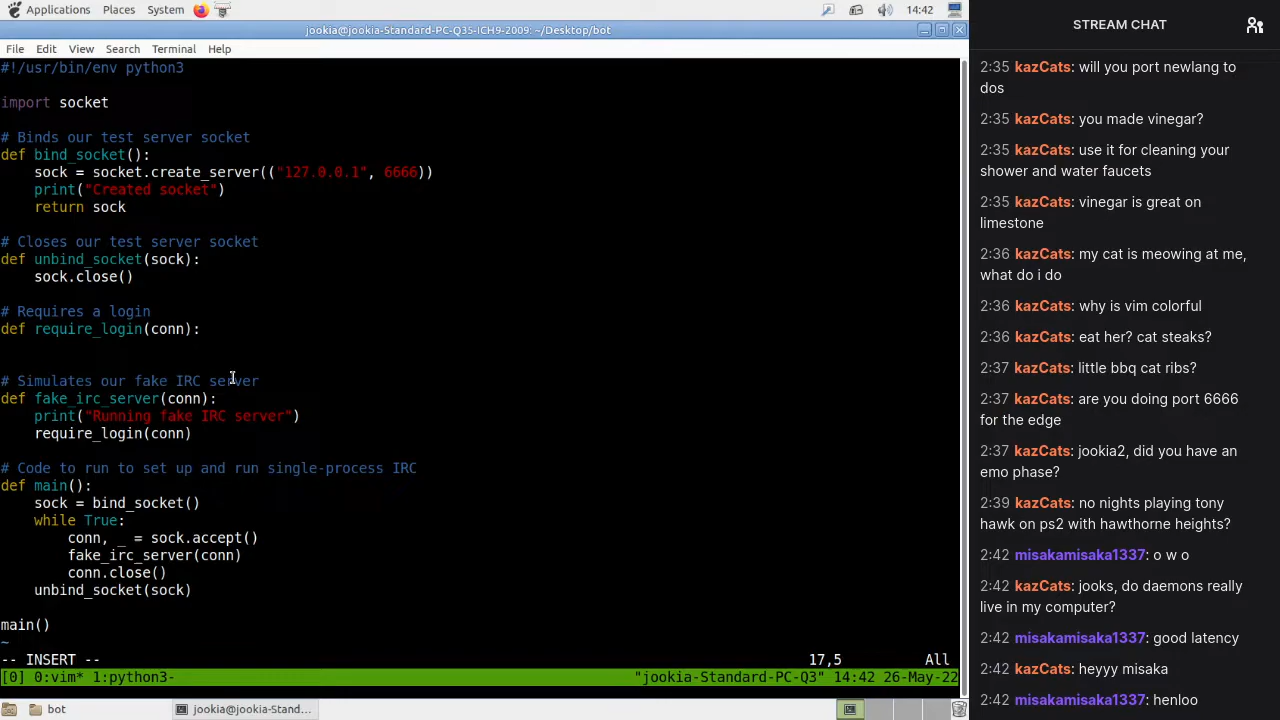 Applications Places System 14:42
jookia@jookia-Standard-PC-Q35-ICH9-2009: ~/Desktop/bot
File Edit View Search Terminal Help
#!/usr/bin/env python3
import socket
# Binds our test server socket
def bind_socket():
    sock = socket.create_server(("127.0.0.1", 6666))
    print("Created socket")
    return sock
# Closes our test server socket
def unbind_socket(sock):
    sock.close()
# Requires a login
def require_login(conn):
# Simulates our fake IRC server
def fake_irc_server(conn):
    print("Running fake IRC server")
    require_login(conn)
# Code to run to set up and run single-process IRC
def main():
    sock = bind_socket()
    while True:
        conn, _ = sock.accept()
        fake_irc_server(conn)
        conn.close()
    unbind_socket(sock)
main()
~
-- INSERT -- 17,5 All
[0] 0:vim* 1:python3- "jookia-Standard-PC-Q3" 14:42 26-May-22
bot jookia@jookia-Stand...
STREAM CHAT
2:35 kazCats: will you port newlang to
dos
2:35 kazCats: you made vinegar?
2:35 kazCats: use it for cleaning your
shower and water faucets
2:35 kazCats: vinegar is great on
limestone
2:36 kazCats: my cat is meowing at me,
what do i do
2:36 kazCats: why is vim colorful
2:36 kazCats: eat her? cat steaks?
2:37 kazCats: little bbq cat ribs?
2:37 kazCats: are you doing port 6666
for the edge
2:37 kazCats: jookia2, did you have an
emo phase?
2:39 kazCats: no nights playing tony
hawk on ps2 with hawthorne heights?
2:42 misakamisaka1337: o w o
2:42 kazCats: jooks, do daemons really
live in my computer?
2:42 misakamisaka1337: good latency
2:42 kazCats: heyyy misaka
2:42 misakamisaka1337: henloo